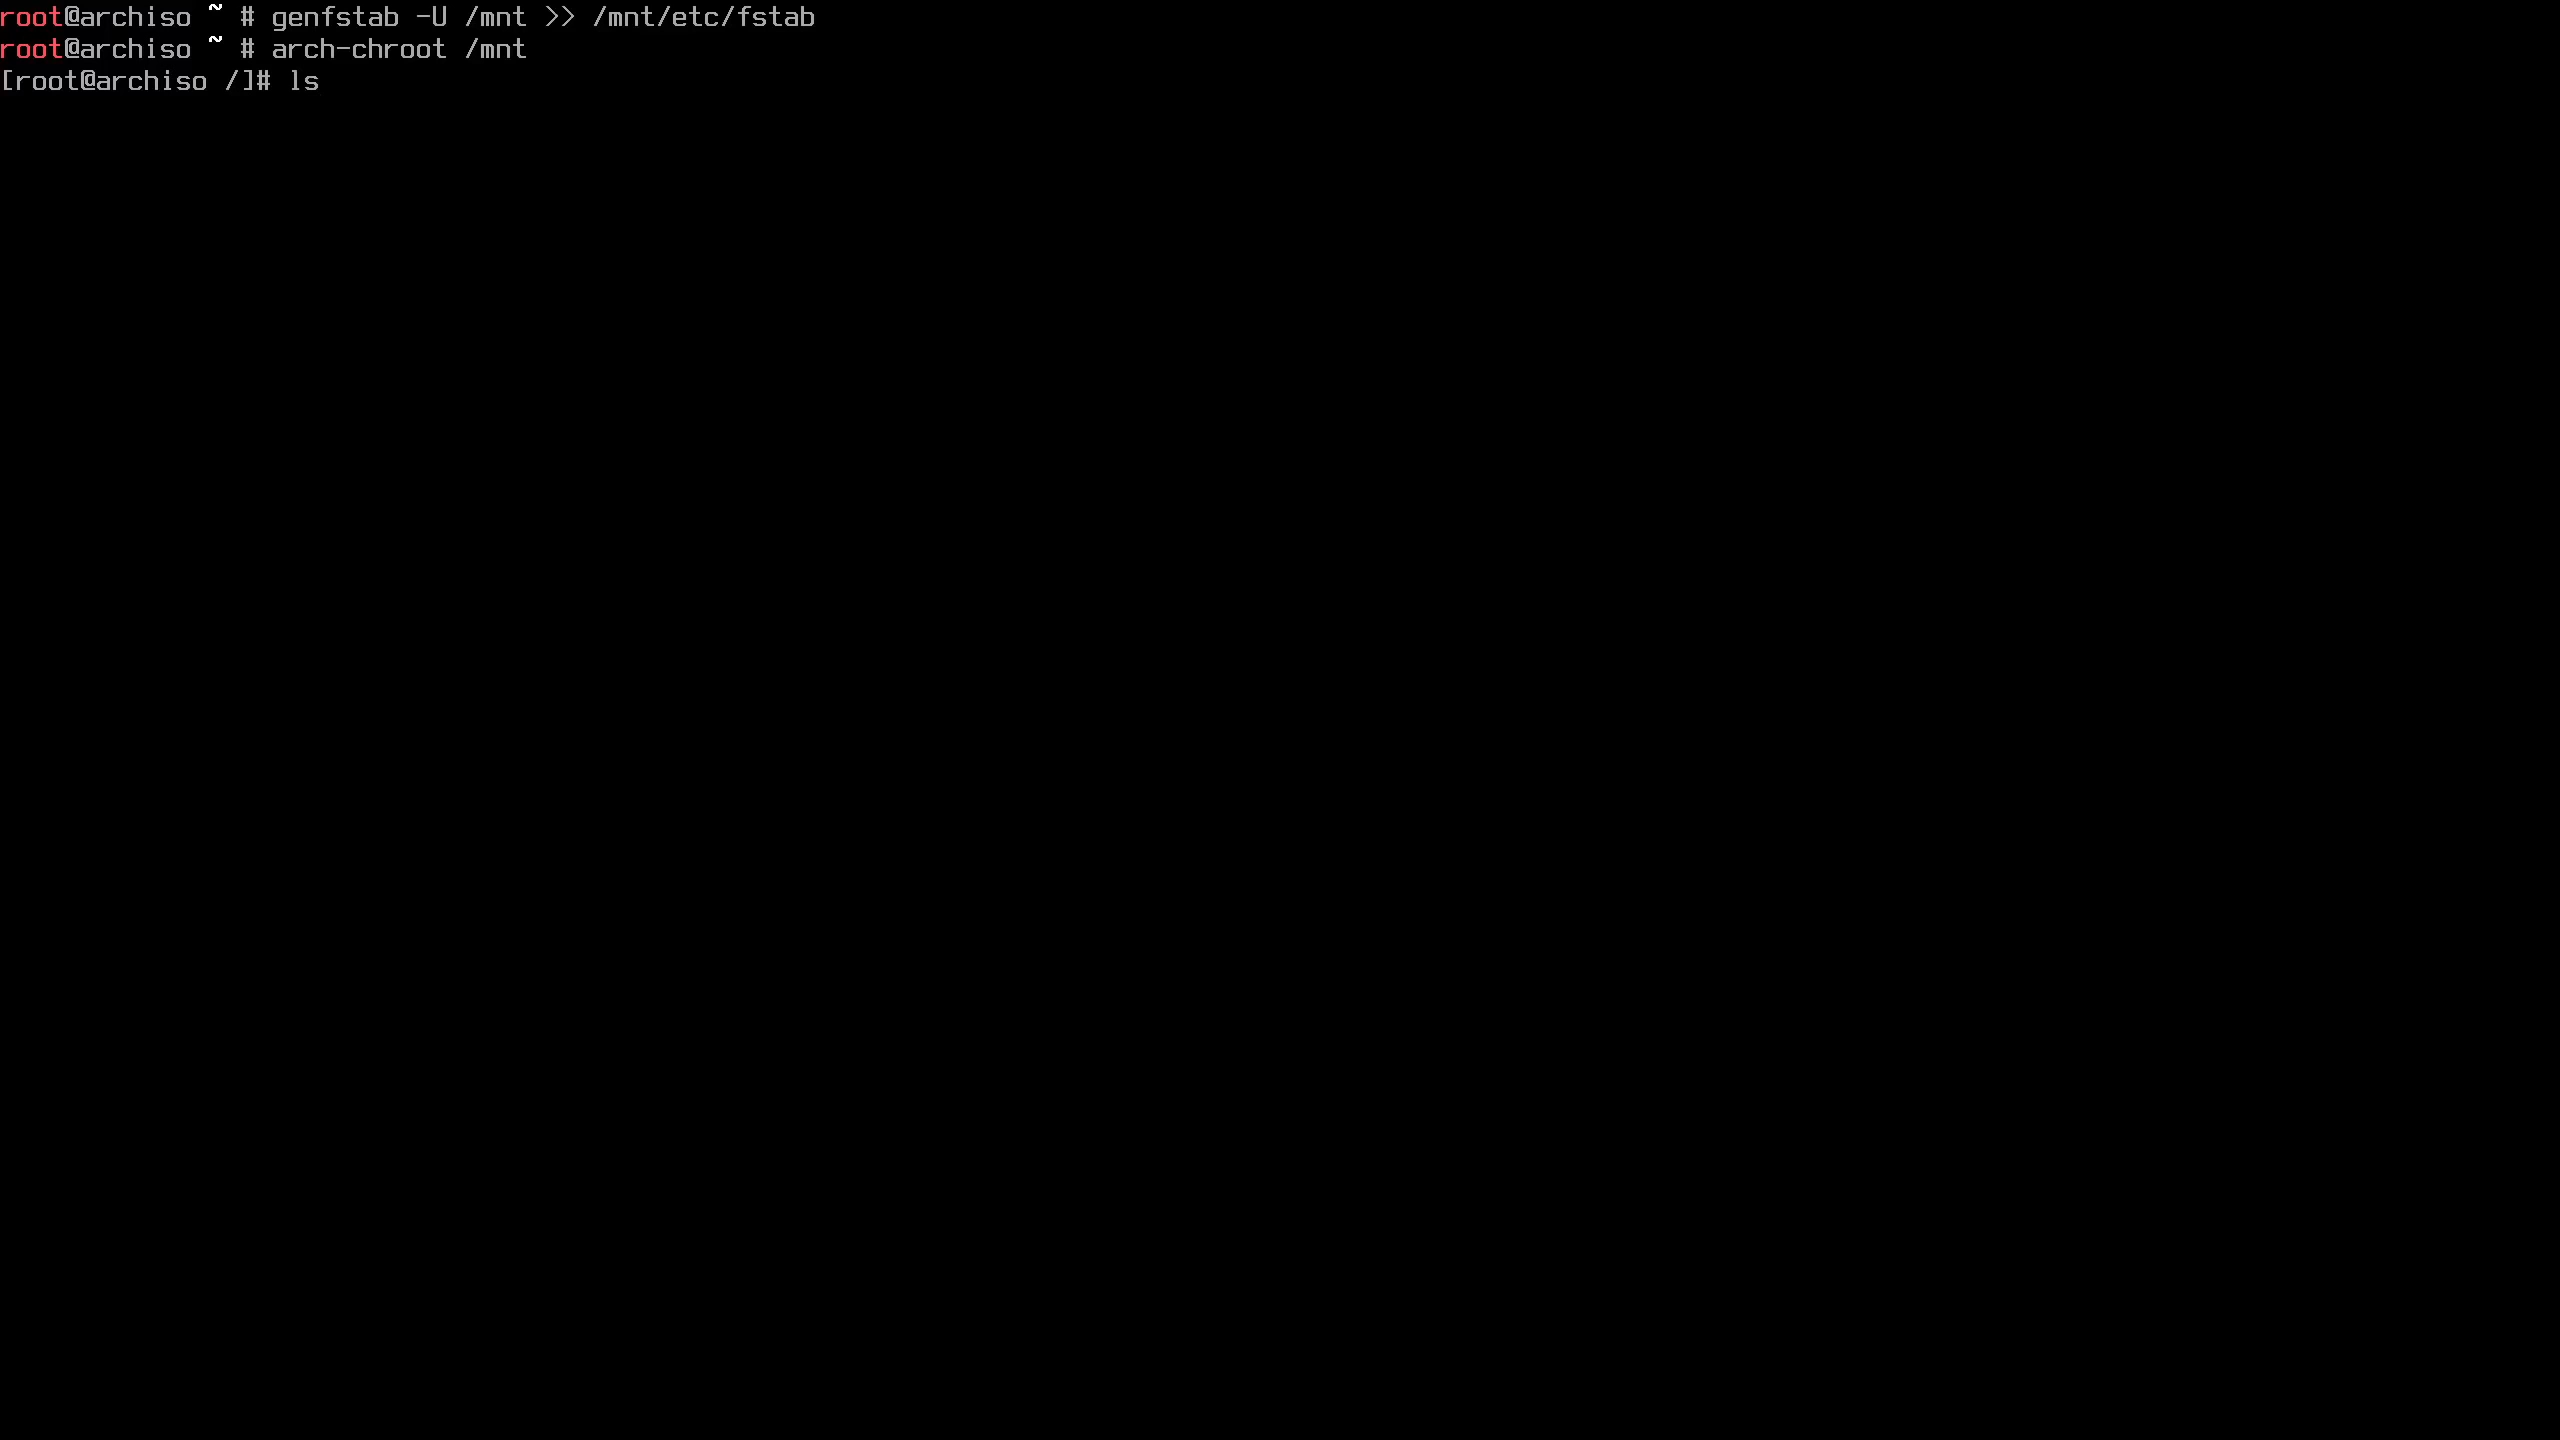 root@archiso ~ # genfstab -U /mnt >> /mnt/etc/fstab
root@archiso ~ # arch-chroot /mnt
[root@archiso /]# ls